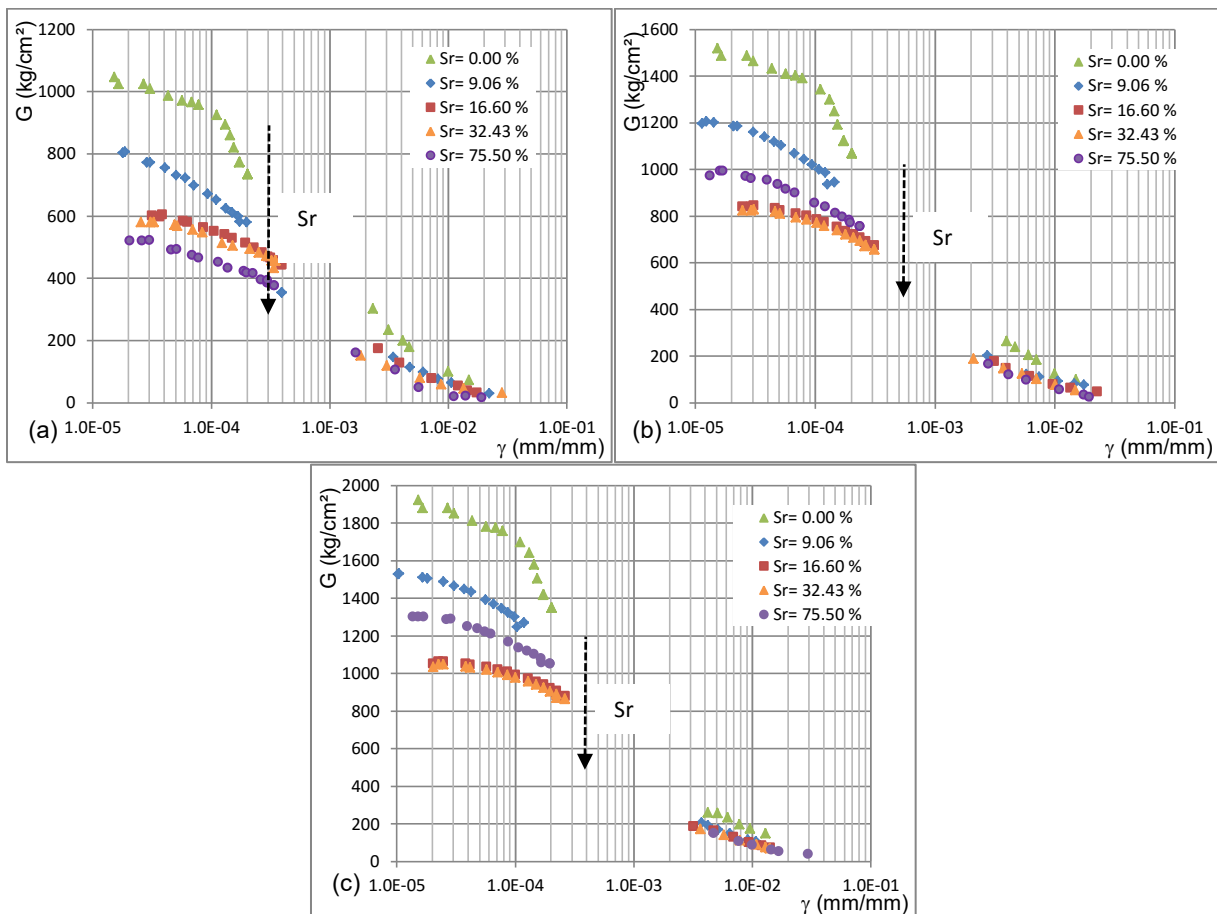 1200
1000
800
600
400
200
0
G (kg/cm²)
Sr= 0.00 %
Sr= 9.06 %
Sr= 16.60 %
Sr= 32.43 %
Sr= 75.50 %
Sr
1.0E-05 1.0E-04 1.0E-03 1.0E-02 1.0E-01
(a)
γ (mm/mm)
1600
1400
1200
1000
800
600
400
200
0
G (kg/cm²)
Sr= 0.00 %
Sr= 9.06 %
Sr= 16.60 %
Sr= 32.43 %
Sr= 75.50 %
Sr
1.0E-05 1.0E-04 1.0E-03 1.0E-02 1.0E-01
(b)
γ (mm/mm)
2000
1800
1600
1400
1200
1000
800
600
400
200
0
G (kg/cm²)
Sr= 0.00 %
Sr= 9.06 %
Sr= 16.60 %
Sr= 32.43 %
Sr= 75.50 %
Sr
1.0E-05 1.0E-04 1.0E-03 1.0E-02 1.0E-01
(c)
γ (mm/mm)